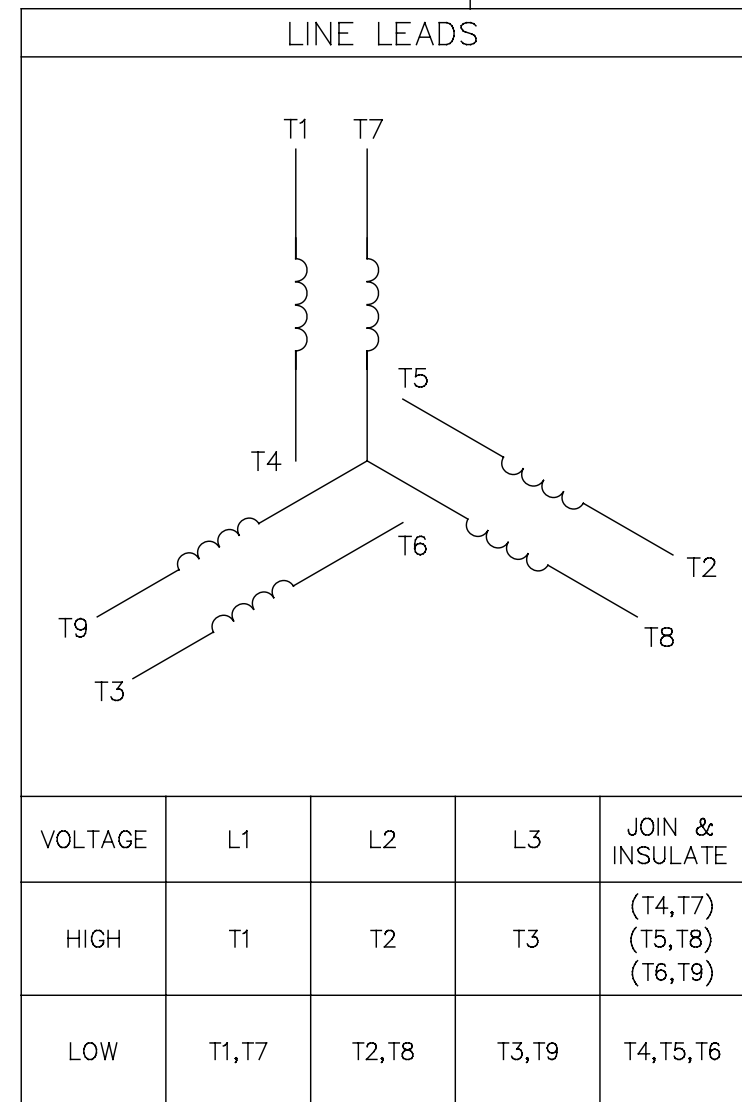 LINE LEADS
T1 T7
T5
T4
T6
T2
T9
T8
T3
VOLTAGE L1 L2 L3 JOIN &
INSULATE
HIGH T1 T2 T3 (T4,T7)
(T5,T8)
(T6,T9)
LOW T1,T7 T2,T8 T3,T9 T4,T5,T6